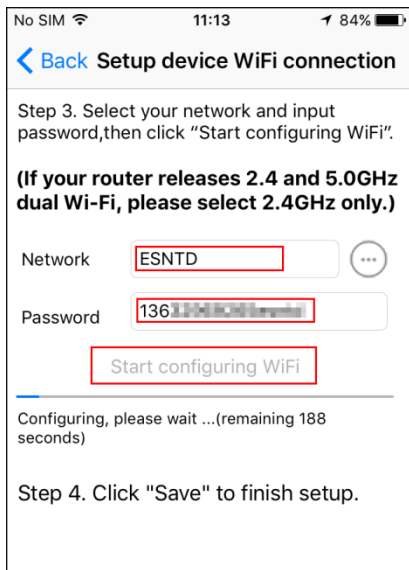 No SIM 11:13 84%
Back Setup device WiFi connection
Step 3. Select your network and input
password,then click “Start configuring WiFi”.
(If your router releases 2.4 and 5.0GHz
dual Wi-Fi, please select 2.4GHz only.)
Network ESNTD
Password 136
Start configuring WiFi
Configuring, please wait ...(remaining 188
seconds)
Step 4. Click "Save" to finish setup.